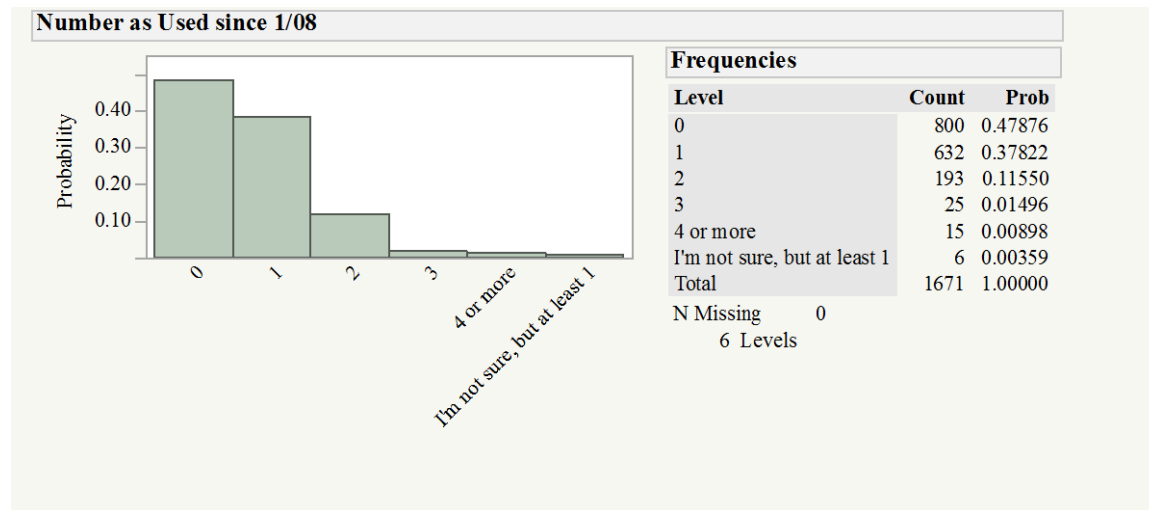 Number as Used since 1/08
Probability
0.40
0.30
0.20
0.10
0
1
2
3
4 or more
I'm not sure, but at least 1
Frequencies
Level Count Prob
0 800 0.47876
1 632 0.37822
2 193 0.11550
3 25 0.01496
4 or more 15 0.00898
I'm not sure, but at least 1 6 0.00359
Total 1671 1.00000
N Missing 0
6 Levels